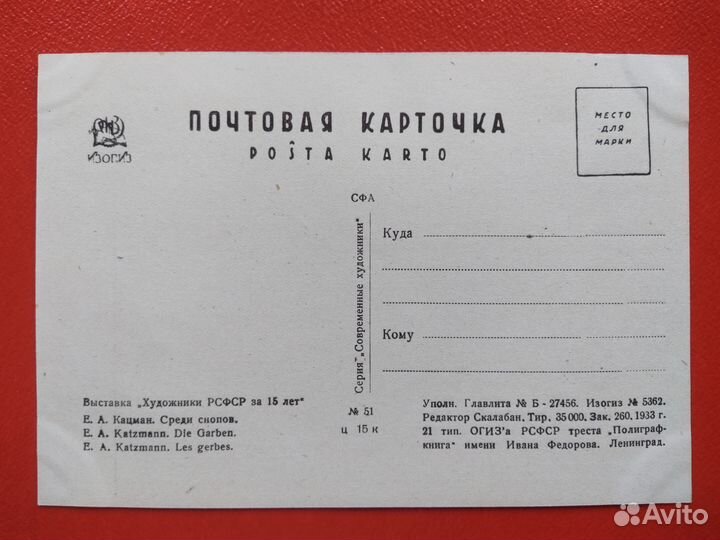 ИЗОГИЗ
ПОЧТОВАЯ КАРТОЧКА
POŜTA KARTO
МЕСТО
ДЛЯ
МАРКИ
СФА
Серия „Современные художники“
Куда
Кому
Выставка „Художники РСФСР за 15 лет“
Е. А. Кацман. Среди снопов.
E. A. Katzmann. Die Garben.
E. A. Katzmann. Les gerbes.
№ 51
ц 15 к
Уполн. Главлита № Б - 27456. Изогиз № 5362.
Редактор Скалабан. Тир. 35 000. Зак. 260. 1933 г.
21 тип. ОГИЗ'а РСФСР треста „Полиграф-
книга“ имени Ивана Федорова. Ленинград.
Avito